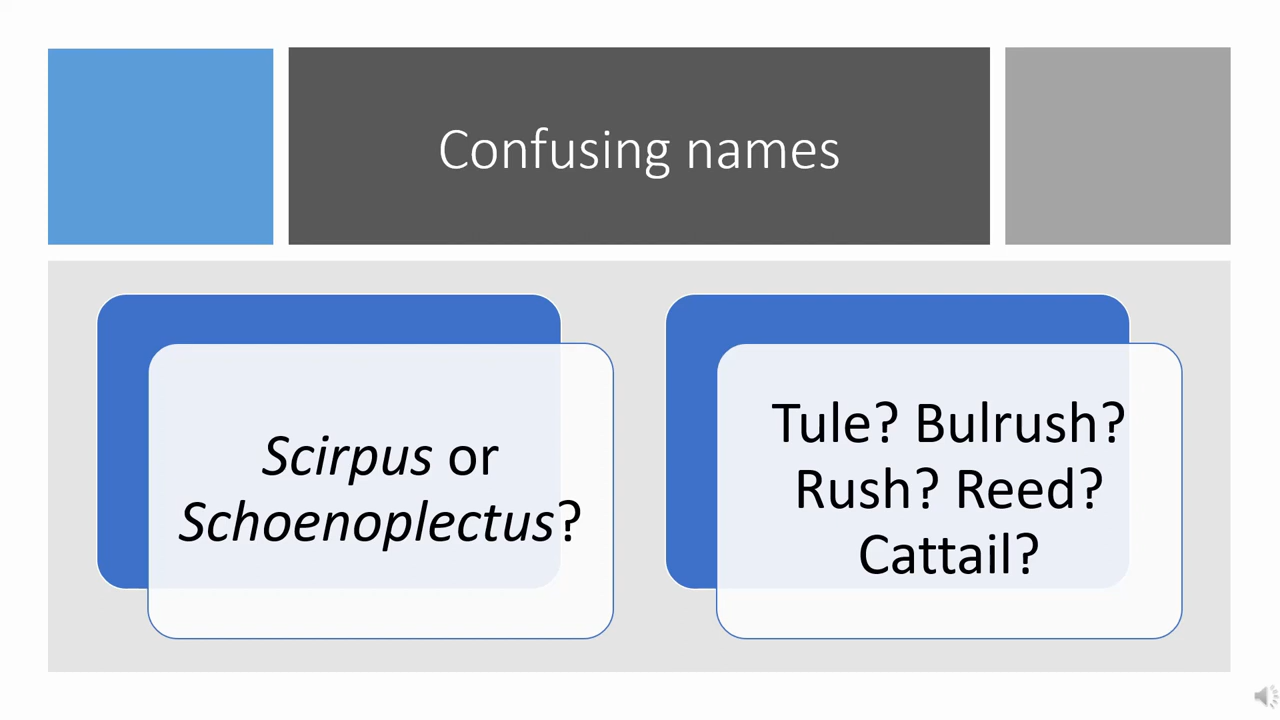 Confusing names
Scirpus or
Schoenoplectus?
Tule? Bulrush?
Rush? Reed?
Cattail?